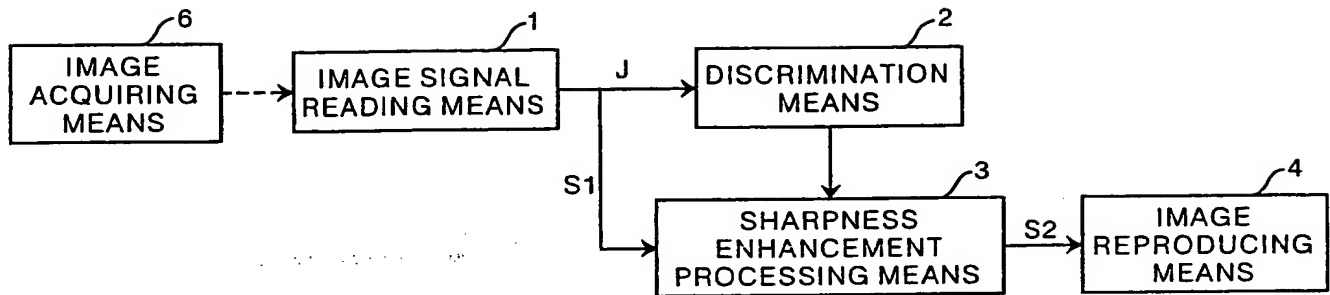 6
IMAGE
ACQUIRING
MEANS
1
IMAGE SIGNAL
READING MEANS
J
S1
2
DISCRIMINATION
MEANS
3
SHARPNESS
ENHANCEMENT
PROCESSING MEANS
S2
4
IMAGE
REPRODUCING
MEANS